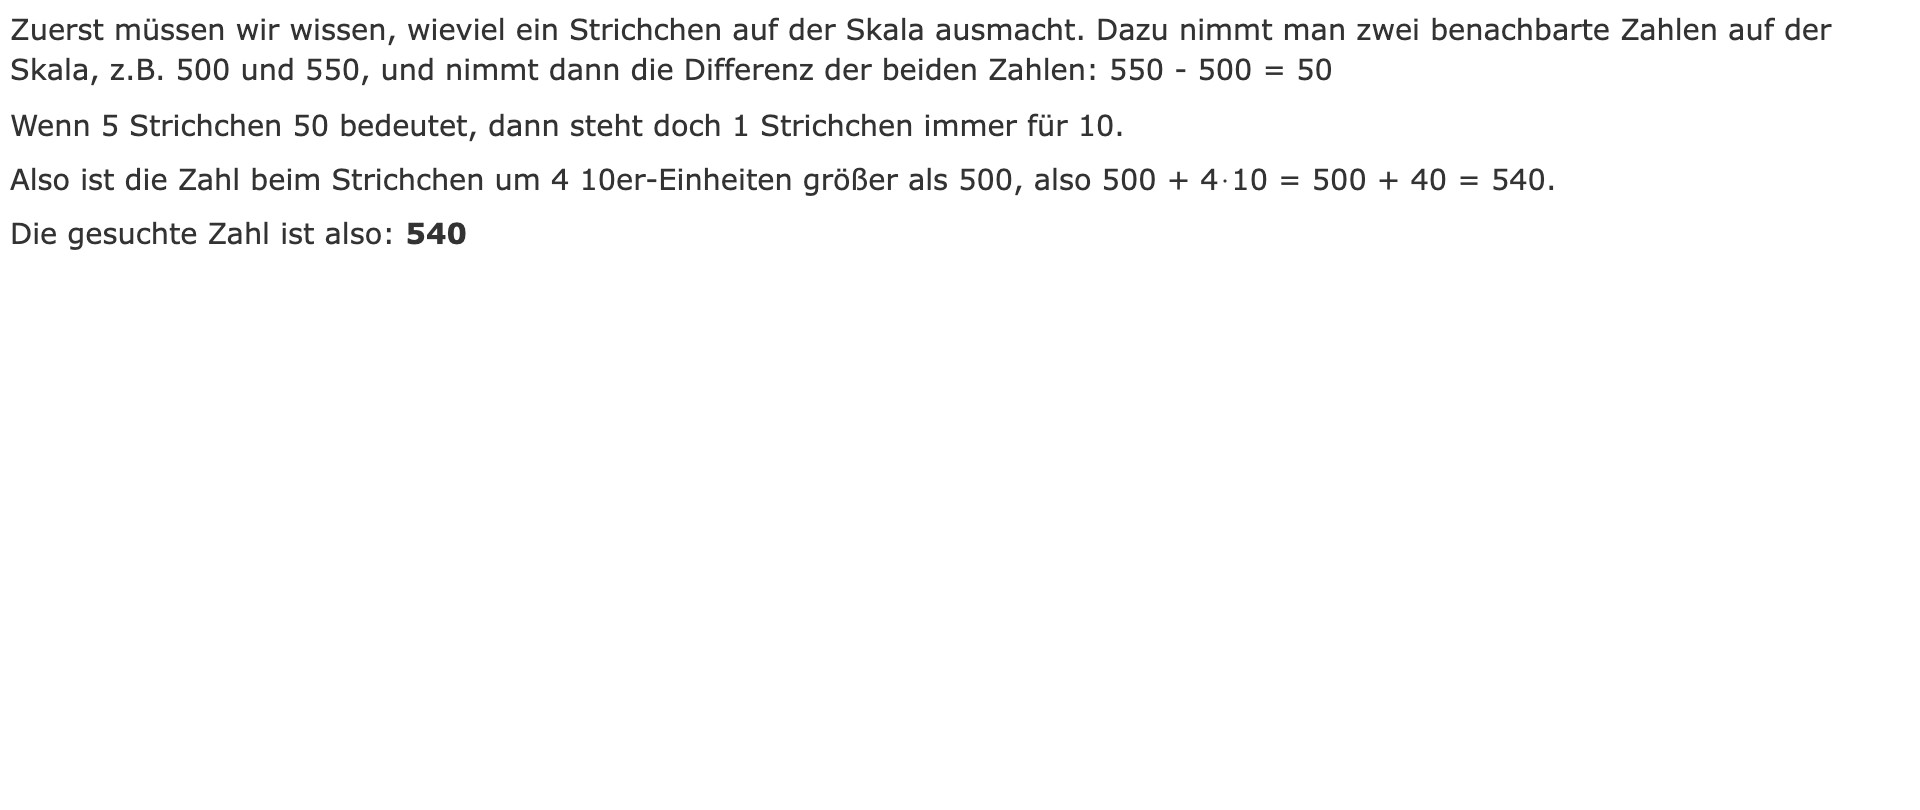 Zuerst müssen wir wissen, wieviel ein Strichchen auf der Skala ausmacht. Dazu nimmt man zwei benachbarte Zahlen auf der
Skala, z.B. 500 und 550, und nimmt dann die Differenz der beiden Zahlen: 550 - 500 = 50
Wenn 5 Strichchen 50 bedeutet, dann steht doch 1 Strichchen immer für 10.
Also ist die Zahl beim Strichchen um 4 10er-Einheiten größer als 500, also 500 + 4·10 = 500 + 40 = 540.
Die gesuchte Zahl ist also: 540